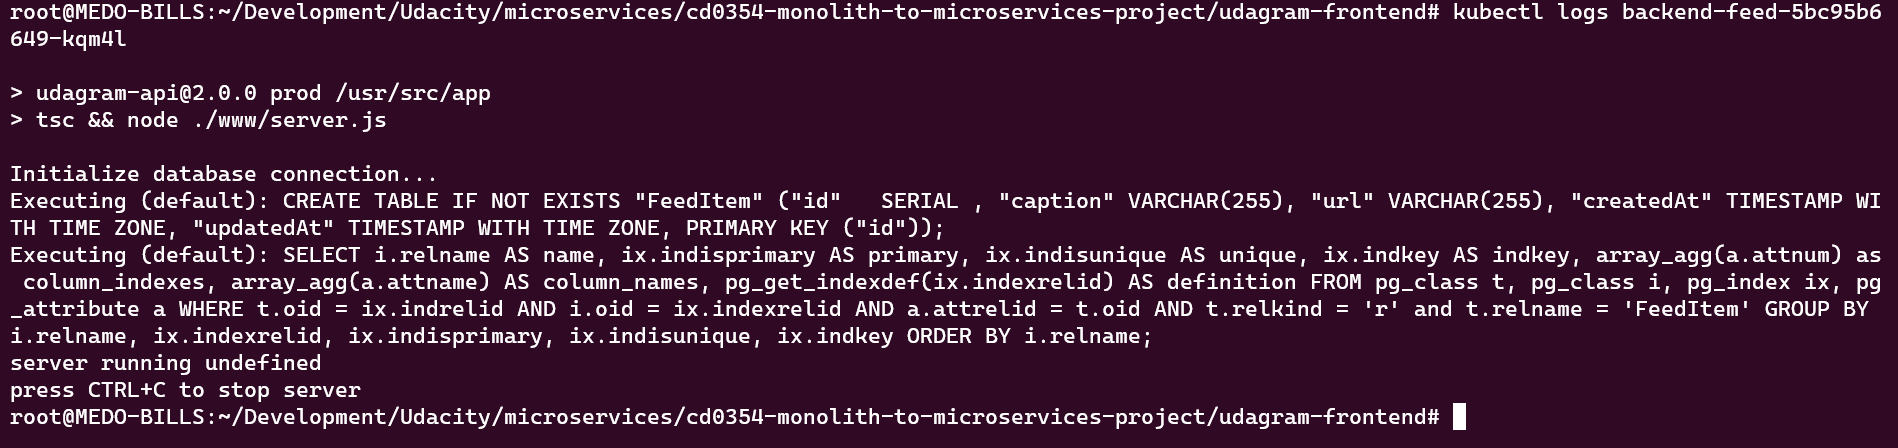 root@MEDO-BILLS:~/Development/Udacity/microservices/cd0354-monolith-to-microservices-project/udagram-frontend# kubectl logs backend-feed-5bc95b6
649-kqm4l
> udagram-api@2.0.0 prod /usr/src/app
> tsc && node ./www/server.js
Initialize database connection...
Executing (default): CREATE TABLE IF NOT EXISTS "FeedItem" ("id"   SERIAL , "caption" VARCHAR(255), "url" VARCHAR(255), "createdAt" TIMESTAMP WI
TH TIME ZONE, "updatedAt" TIMESTAMP WITH TIME ZONE, PRIMARY KEY ("id"));
Executing (default): SELECT i.relname AS name, ix.indisprimary AS primary, ix.indisunique AS unique, ix.indkey AS indkey, array_agg(a.attnum) as
 column_indexes, array_agg(a.attname) AS column_names, pg_get_indexdef(ix.indexrelid) AS definition FROM pg_class t, pg_class i, pg_index ix, pg
_attribute a WHERE t.oid = ix.indrelid AND i.oid = ix.indexrelid AND a.attrelid = t.oid AND t.relkind = 'r' and t.relname = 'FeedItem' GROUP BY
i.relname, ix.indexrelid, ix.indisprimary, ix.indisunique, ix.indkey ORDER BY i.relname;
server running undefined
press CTRL+C to stop server
root@MEDO-BILLS:~/Development/Udacity/microservices/cd0354-monolith-to-microservices-project/udagram-frontend#